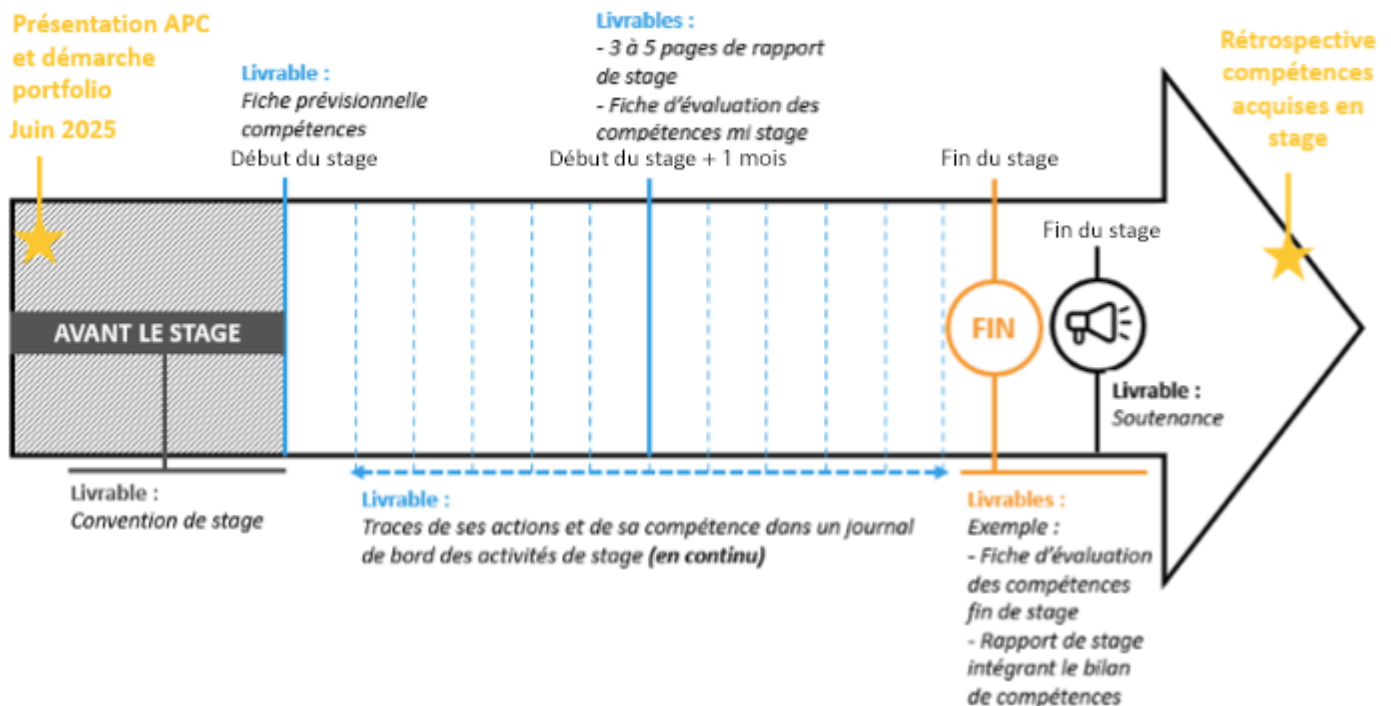 Présentation APC
et démarche
portfolio
Juin 2025
Livrable :
Fiche prévisionnelle
compétences
Début du stage
Livrables :
- 3 à 5 pages de rapport
de stage
- Fiche d'évaluation des
compétences mi stage
Début du stage + 1 mois
Fin du stage
Rétrospective
compétences
acquises en
stage
Fin du stage
AVANT LE STAGE
FIN
Livrable :
Soutenance
Livrable :
Convention de stage
Livrable :
Traces de ses actions et de sa compétence dans un journal
de bord des activités de stage (en continu)
Livrables :
Exemple :
- Fiche d'évaluation
des compétences
fin de stage
- Rapport de stage
intégrant le bilan
de compétences